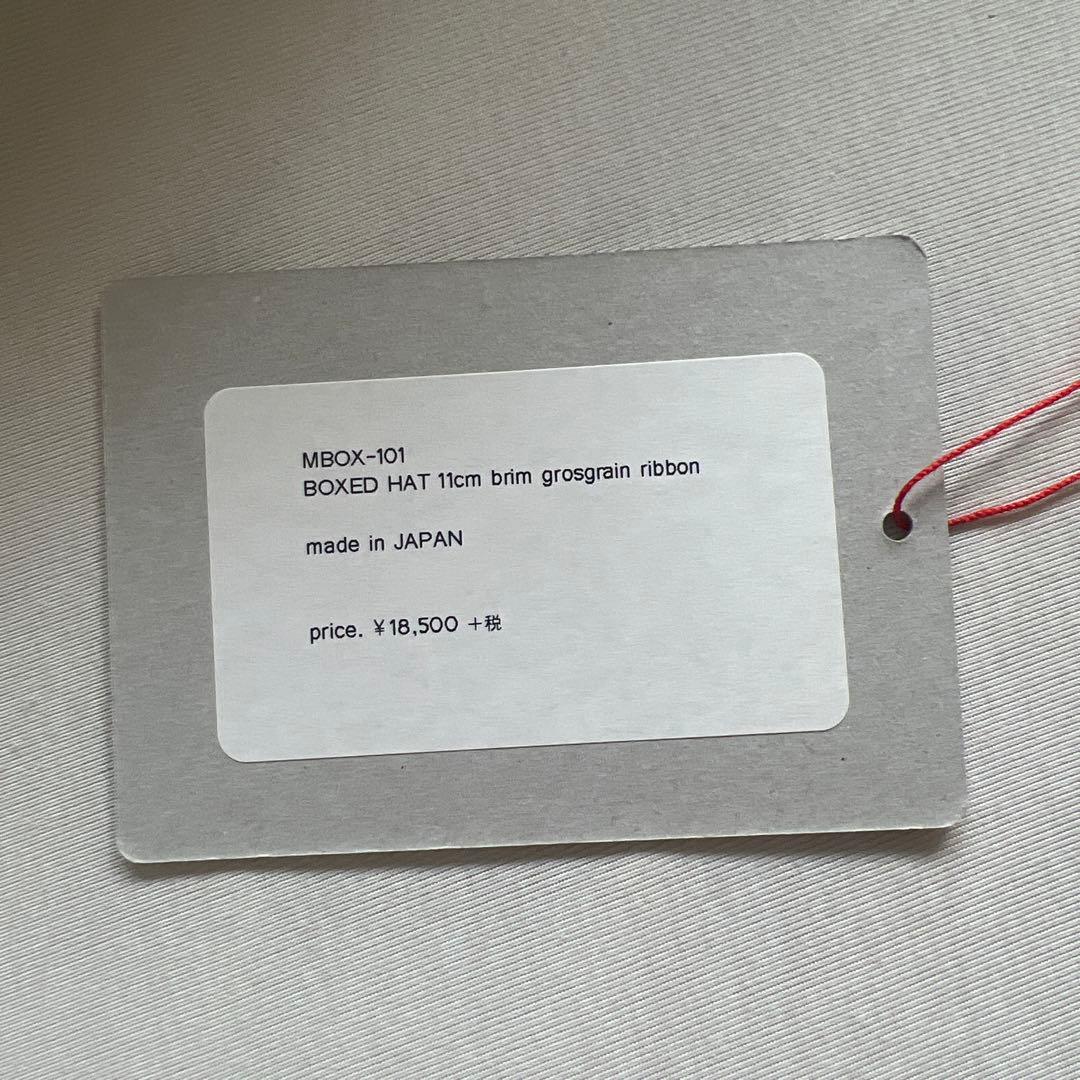 MBOX-101
BOXED HAT 11cm brim grosgrain ribbon
made in JAPAN
price. ¥18,500 +税